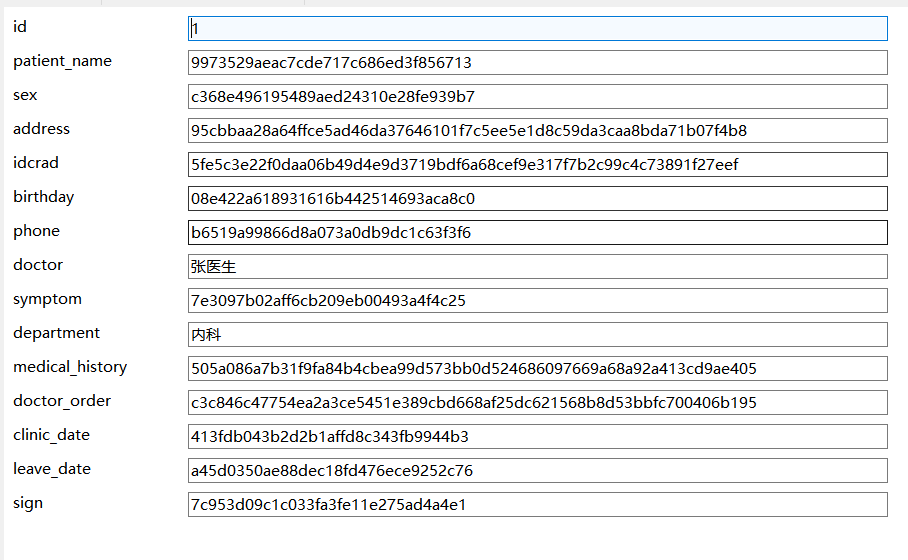 id 1
patient_name 9973529aeac7cde717c686ed3f856713
sex c368e496195489aed24310e28fe939b7
address 95cbbaa28a64ffce5ad46da37646101f7c5ee5e1d8c59da3caa8bda71b07f4b8
idcrad 5fe5c3e22f0daa06b49d4e9d3719bdf6a68cef9e317f7b2c99c4c73891f27eef
birthday 08e422a618931616b442514693aca8c0
phone b6519a99866d8a073a0db9dc1c63f3f6
doctor 张医生
symptom 7e3097b02aff6cb209eb00493a4f4c25
department 内科
medical_history 505a086a7b31f9fa84b4cbea99d573bb0d524686097669a68a92a413cd9ae405
doctor_order c3c846c47754ea2a3ce5451e389cbd668af25dc621568b8d53bbfc700406b195
clinic_date 413fdb043b2d2b1affd8c343fb9944b3
leave_date a45d0350ae88dec18fd476ece9252c76
sign 7c953d09c1c033fa3fe11e275ad4a4e1